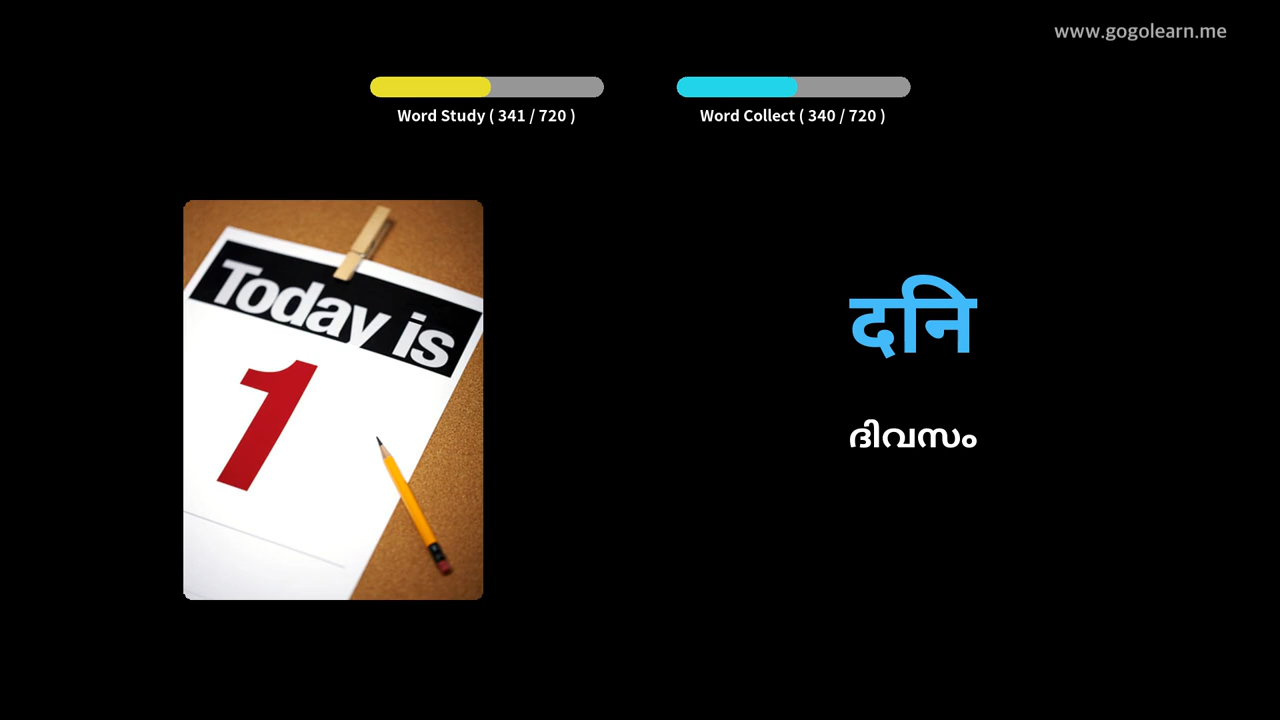 www.gogolearn.me
Word Study ( 341 / 720 )
Word Collect ( 340 / 720 )
Today is
1
दनि
ദിവസം